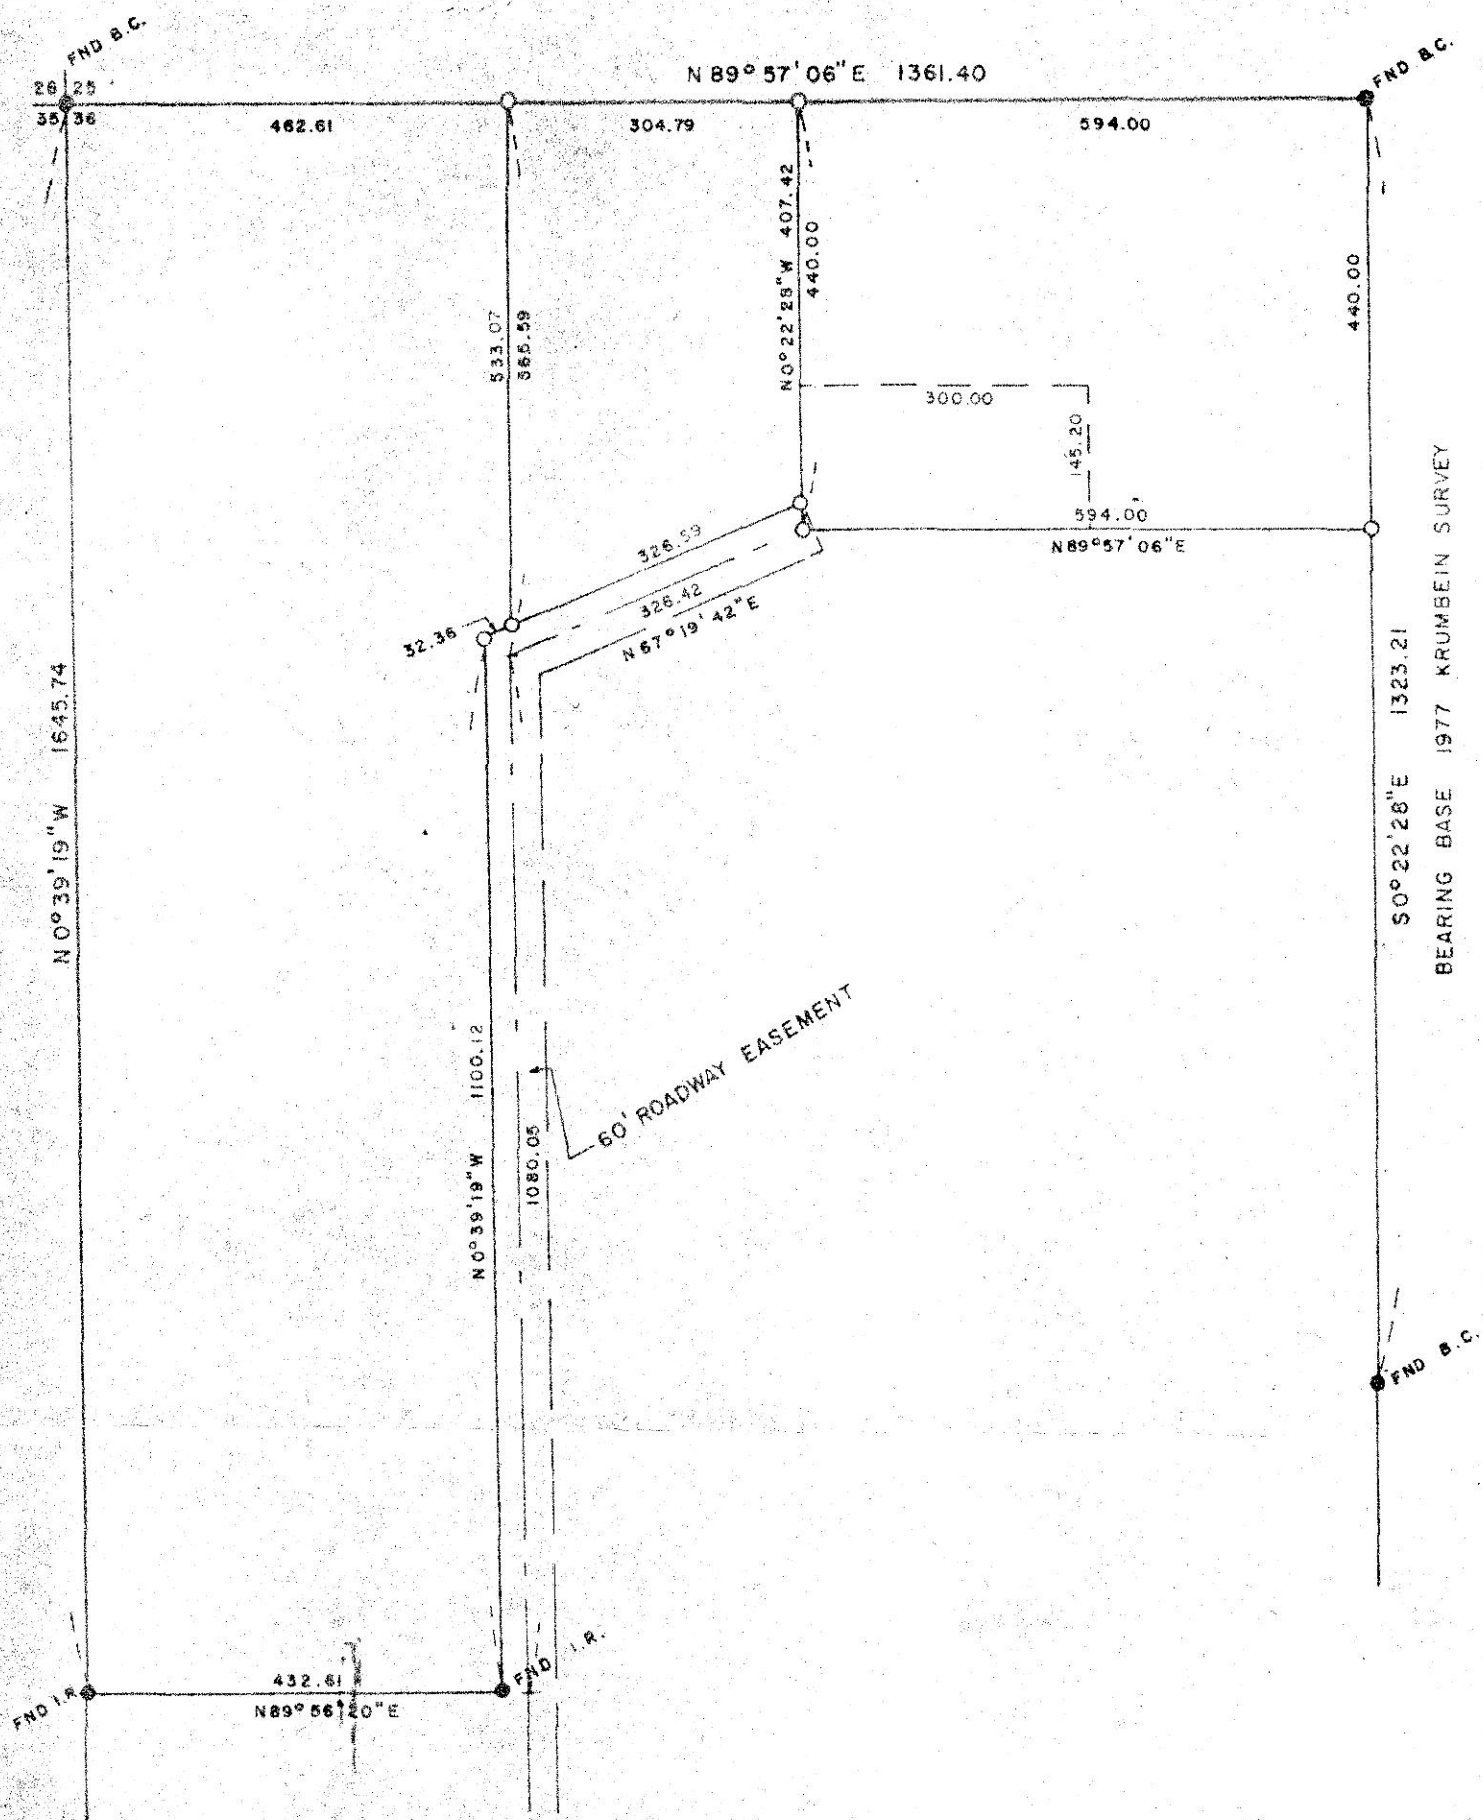 FND B.C.
N 89° 57' 06" E 1361.40
FND B.C.
26 25
35 36
462.61
304.79
594.00
N0° 22' 28" W 407.42
440.00
440.00
533.07
565.59
300.00
145.20
594.00
N 89° 57' 06" E
326.59
326.42
N 67° 19' 42" E
32.36
N 0° 39' 19" W 1645.74
S 0° 22' 28" E 1323.21
BEARING BASE 1977 KRUMBEIN SURVEY
N 0° 39' 19" W 1100.12
1080.05
60' ROADWAY EASEMENT
FND B.C.
FND I.R.
432.61
N 89° 56' 20" E
FND I.R.